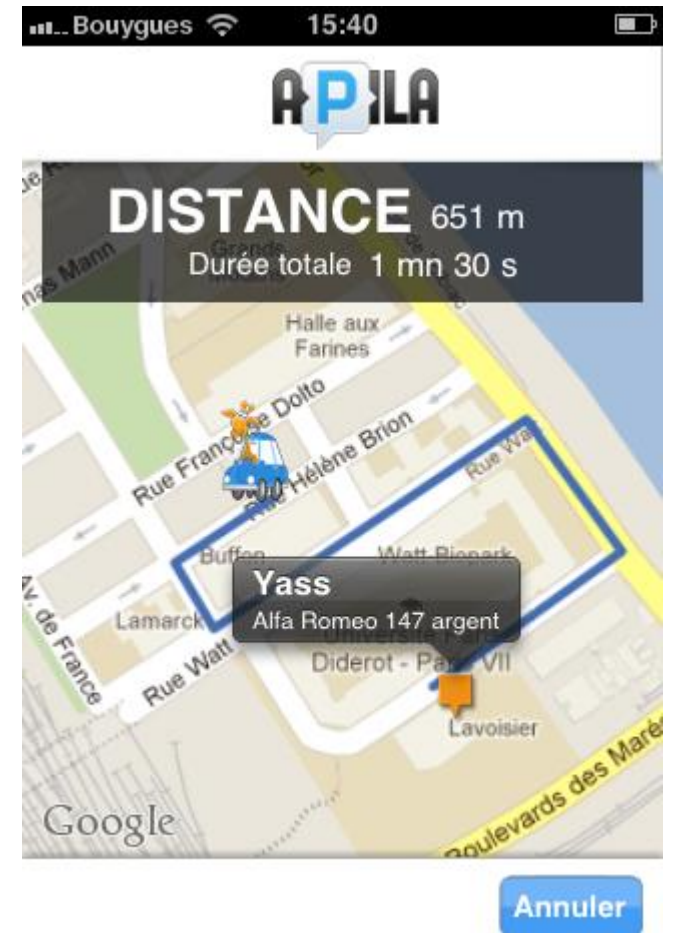 Bouygues 15:40
APILA
DISTANCE 651 m
Durée totale 1 mn 30 s
Halle aux
Farines
Rue Françoise Dolto
Rue Hélène Brion
Rue Watt
Buffon
Watt-Biopark
Yass
Alfa Romeo 147 argent
Lamarck
Diderot - Paris VII
Av. de France
Rue Watt
Lavoisier
Boulevards des Maré
Google
Annuler